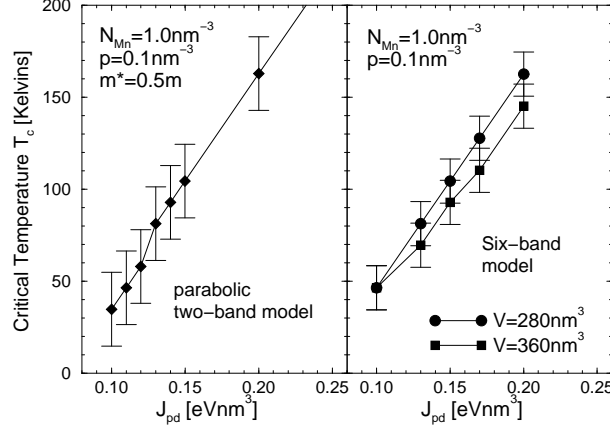 Critical Temperature T_c [Kelvins]
200
150
100
50
0
N_Mn=1.0nm^−3
p=0.1nm^−3
m*=0.5m
parabolic
two−band model
0.10 0.15 0.20
J_pd [eVnm^3]
N_Mn=1.0nm^−3
p=0.1nm^−3
Six−band
model
V=280nm^3
V=360nm^3
0.10 0.15 0.20 0.25
J_pd [eVnm^3]